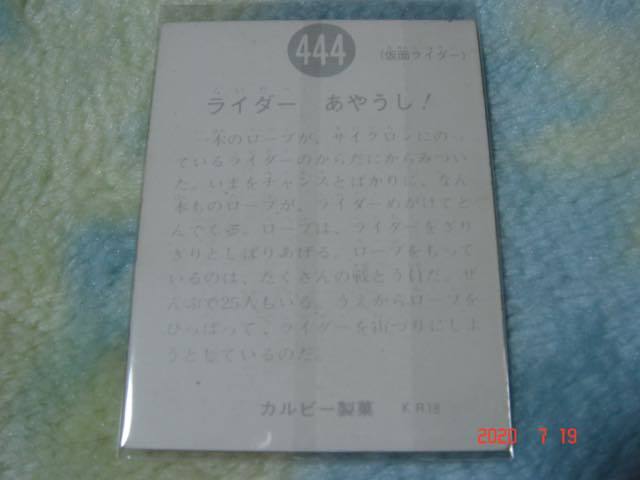 444
(仮面ライダー)
ライダー あやうし!
一本のロープが、サイクロンにのっ
ているライダーのからだにからみつい
た。いまをチャンスとばかりに、なん
本ものロープが、ライダーめがけてと
んでくる。ロープは、ライダーをぎり
ぎりとしばりあげる。ロープをもって
いるのは、たくさんの戦とう員だ。ぜ
んぶで25人もいる。うえからロープを
ひっぱって、ライダーを宙づりにしよ
うとしているのだ。
カルビー製菓 KR18
2020 7 19